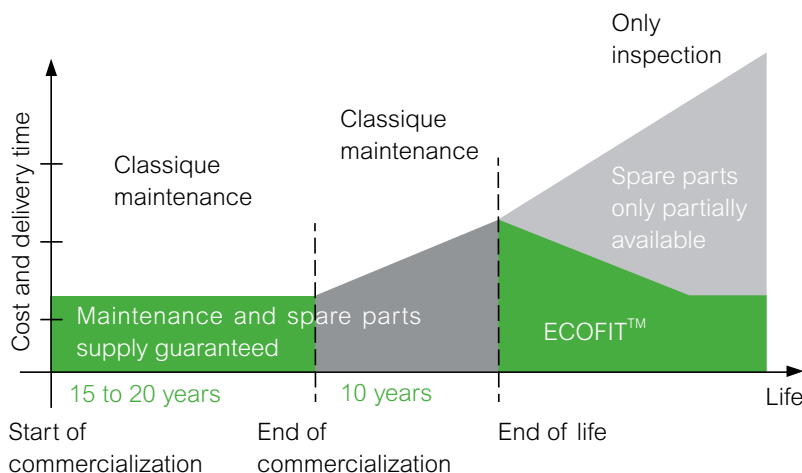 Only
inspection
Classique
maintenance
Classique
maintenance
Cost and delivery time
Spare parts
only partially
available
Maintenance and spare parts
supply guaranteed
ECOFIT™
15 to 20 years
10 years
Life
Start of
commercialization
End of
commercialization
End of life